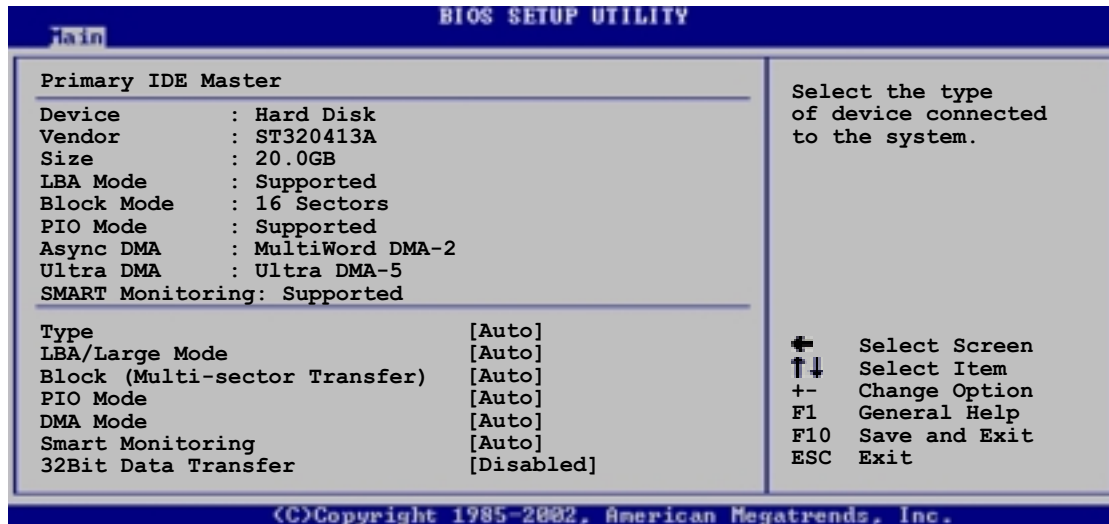 BIOS SETUP UTILITY
Main
Primary IDE Master
Device : Hard Disk
Vendor : ST320413A
Size : 20.0GB
LBA Mode : Supported
Block Mode : 16 Sectors
PIO Mode : Supported
Async DMA : MultiWord DMA-2
Ultra DMA : Ultra DMA-5
SMART Monitoring: Supported
Type [Auto]
LBA/Large Mode [Auto]
Block (Multi-sector Transfer) [Auto]
PIO Mode [Auto]
DMA Mode [Auto]
Smart Monitoring [Auto]
32Bit Data Transfer [Disabled]
Select the type
of device connected
to the system.
← Select Screen
↑↓ Select Item
+- Change Option
F1 General Help
F10 Save and Exit
ESC Exit
(C)Copyright 1985-2002, American Megatrends, Inc.